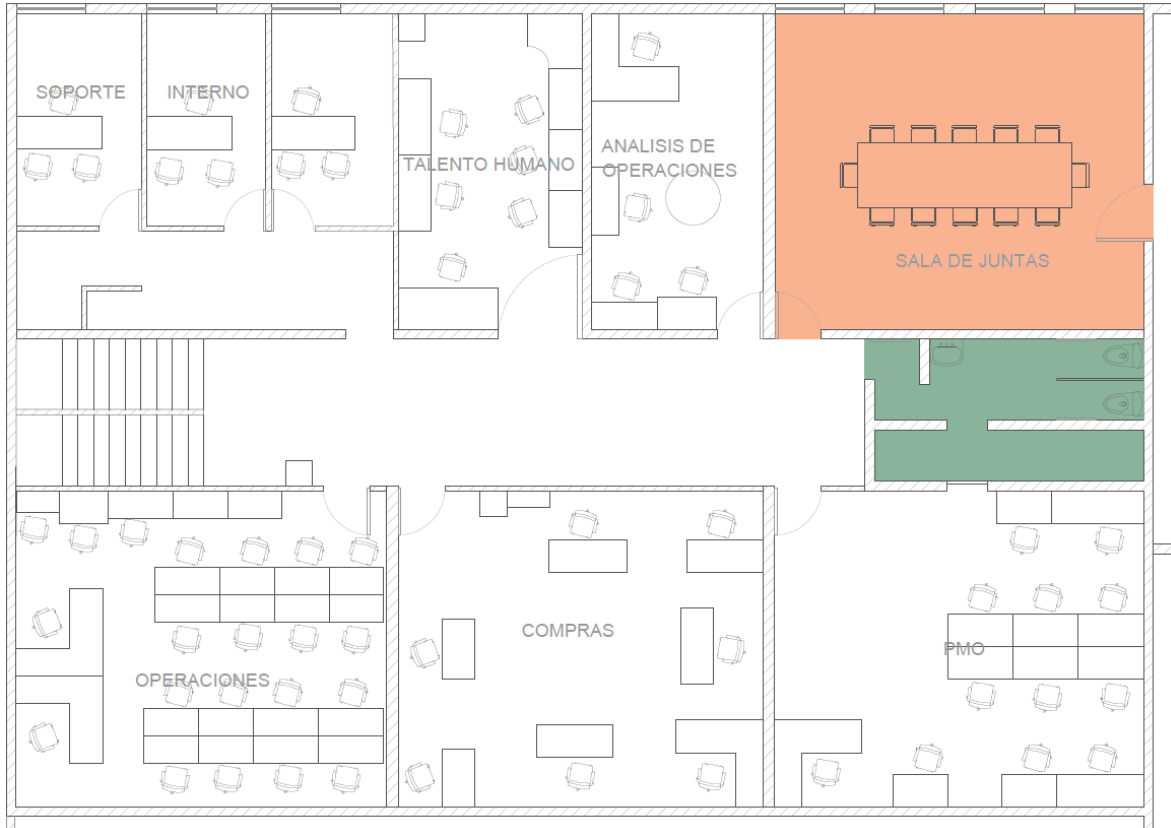 SOPORTE
INTERNO
TALENTO HUMANO
ANALISIS DE
OPERACIONES
SALA DE JUNTAS
COMPRAS
PMO
OPERACIONES